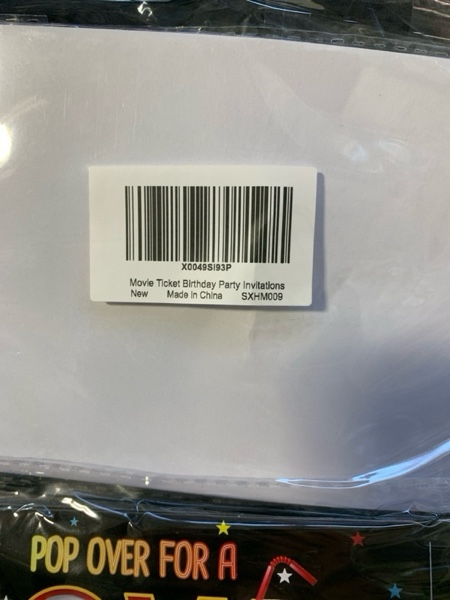 X0049SI93P
Movie Ticket Birthday Party Invitations
New Made In China SXHM009
POP OVER FOR A